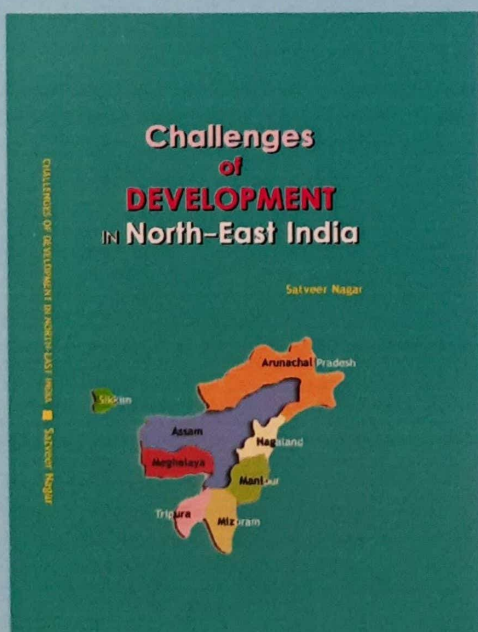 Challenges
of
DEVELOPMENT
IN North-East India
Satveer Nagar
CHALLENGES OF DEVELOPMENT IN NORTH-EAST INDIA ■ Satveer Nagar
Arunachal Pradesh
Sikkim
Assam
Nagaland
Meghalaya
Manipur
Tripura
Mizoram